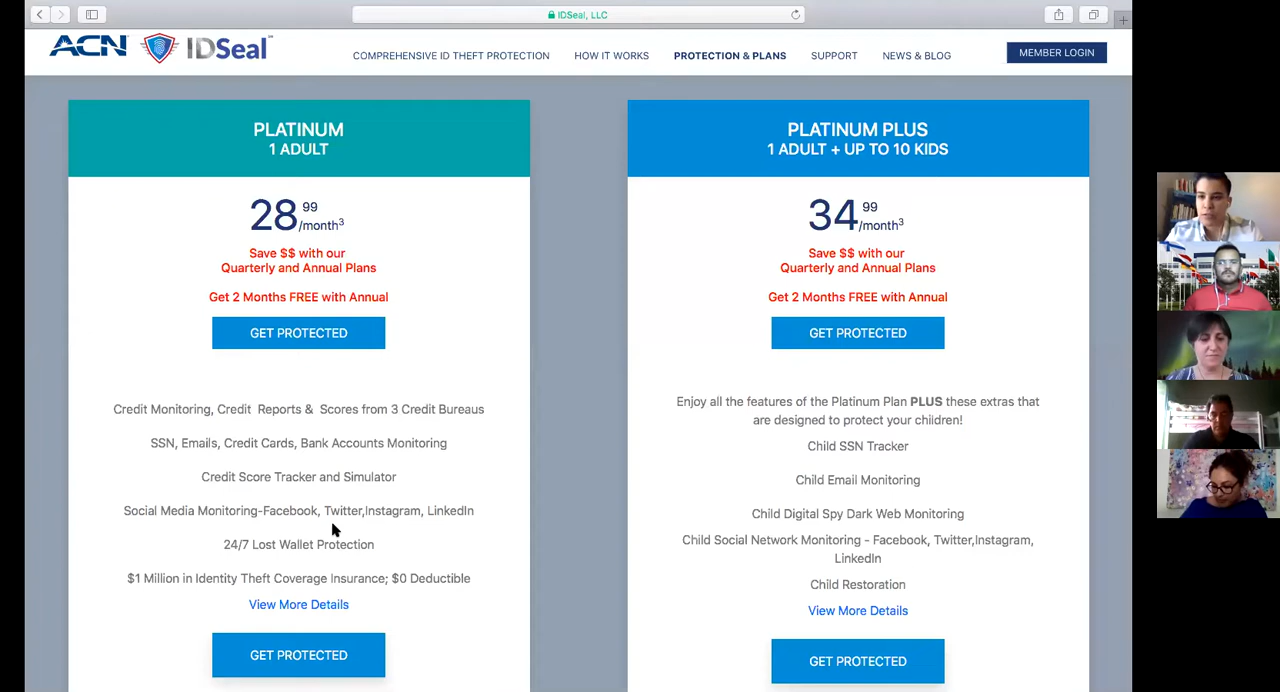 IDSeal, LLC
ACN IDSeal
COMPREHENSIVE ID THEFT PROTECTION HOW IT WORKS PROTECTION & PLANS SUPPORT NEWS & BLOG MEMBER LOGIN
PLATINUM
1 ADULT
28 99 /month3
Save $$ with our
Quarterly and Annual Plans
Get 2 Months FREE with Annual
GET PROTECTED
Credit Monitoring, Credit Reports & Scores from 3 Credit Bureaus
SSN, Emails, Credit Cards, Bank Accounts Monitoring
Credit Score Tracker and Simulator
Social Media Monitoring-Facebook, Twitter,Instagram, LinkedIn
24/7 Lost Wallet Protection
$1 Million in Identity Theft Coverage Insurance; $0 Deductible
View More Details
GET PROTECTED
PLATINUM PLUS
1 ADULT + UP TO 10 KIDS
34 99 /month3
Save $$ with our
Quarterly and Annual Plans
Get 2 Months FREE with Annual
GET PROTECTED
Enjoy all the features of the Platinum Plan PLUS these extras that
are designed to protect your children!
Child SSN Tracker
Child Email Monitoring
Child Digital Spy Dark Web Monitoring
Child Social Network Monitoring - Facebook, Twitter,Instagram,
LinkedIn
Child Restoration
View More Details
GET PROTECTED